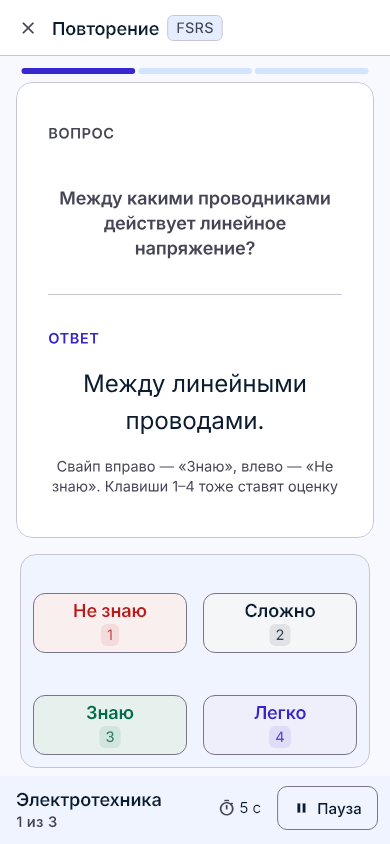 Повторение FSRS
ВОПРОС
Между какими проводниками
действует линейное
напряжение?
ОТВЕТ
Между линейными
проводами.
Свайп вправо — «Знаю», влево — «Не
знаю». Клавиши 1–4 тоже ставят оценку
Не знаю
1
Сложно
2
Знаю
3
Легко
4
Электротехника
1 из 3
5 с
Пауза